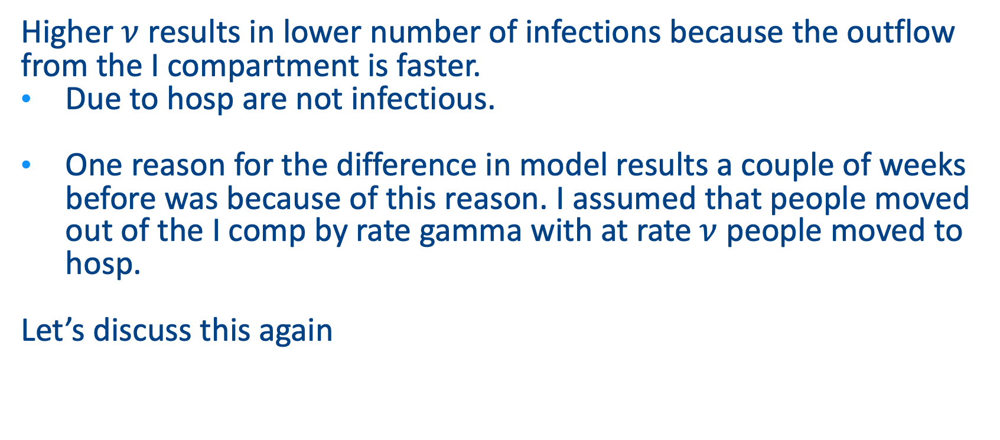 Higher ν results in lower number of infections because the outflow
from the I compartment is faster.
• Due to hosp are not infectious.
• One reason for the difference in model results a couple of weeks
before was because of this reason. I assumed that people moved
out of the I comp by rate gamma with at rate ν people moved to
hosp.
Let’s discuss this again